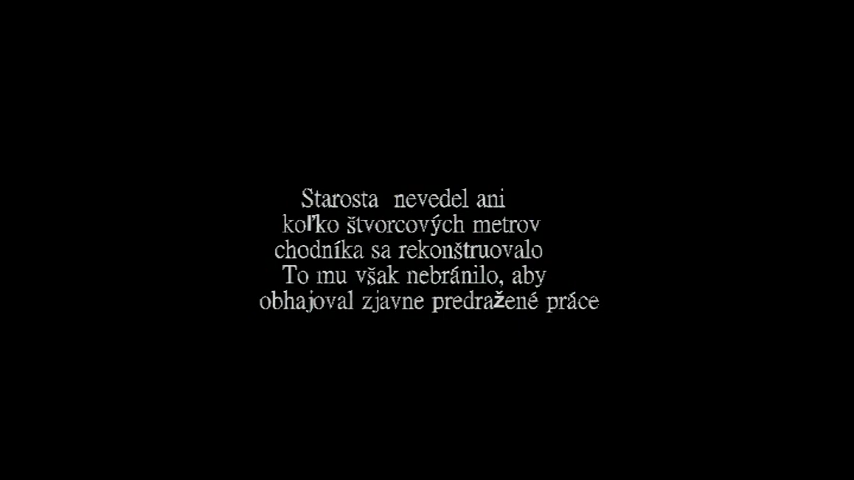 Starosta nevedel ani
koľko štvorcových metrov
chodníka sa rekonštruovalo
To mu však nebránilo, aby
obhajoval zjavne predražené práce